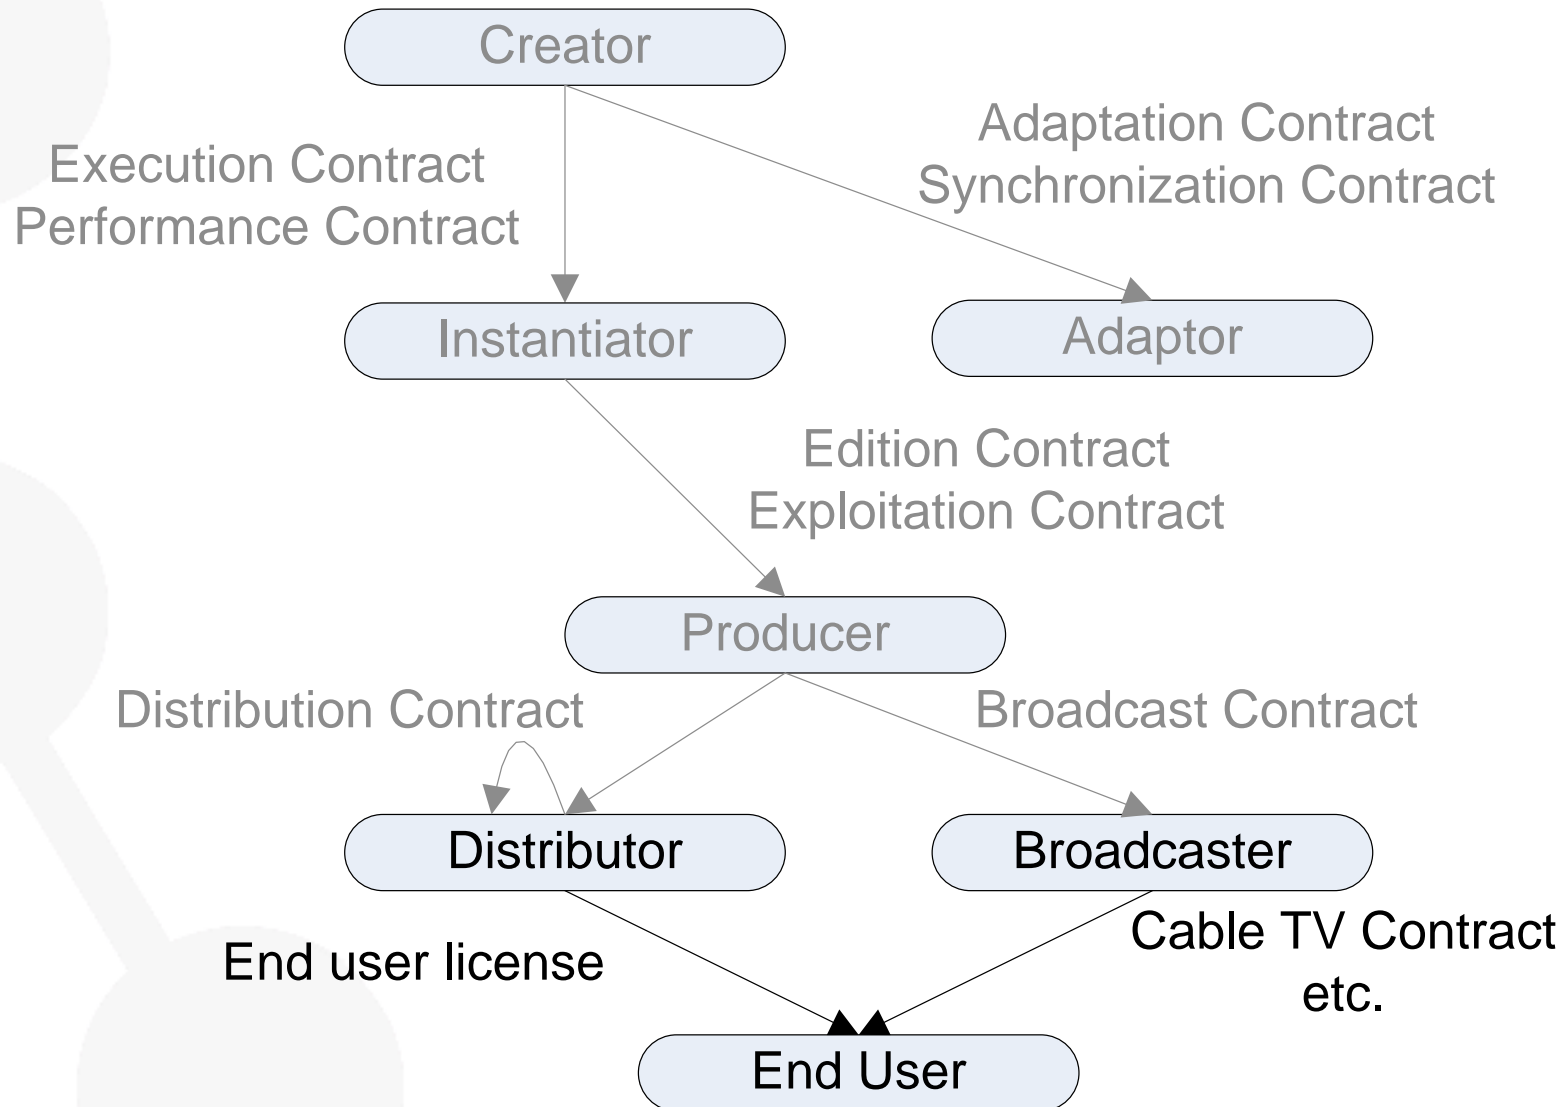 Creator
Execution Contract
Performance Contract
Adaptation Contract
Synchronization Contract
Instantiator
Adaptor
Edition Contract
Exploitation Contract
Producer
Distribution Contract
Broadcast Contract
Distributor
Broadcaster
End user license
Cable TV Contract
etc.
End User